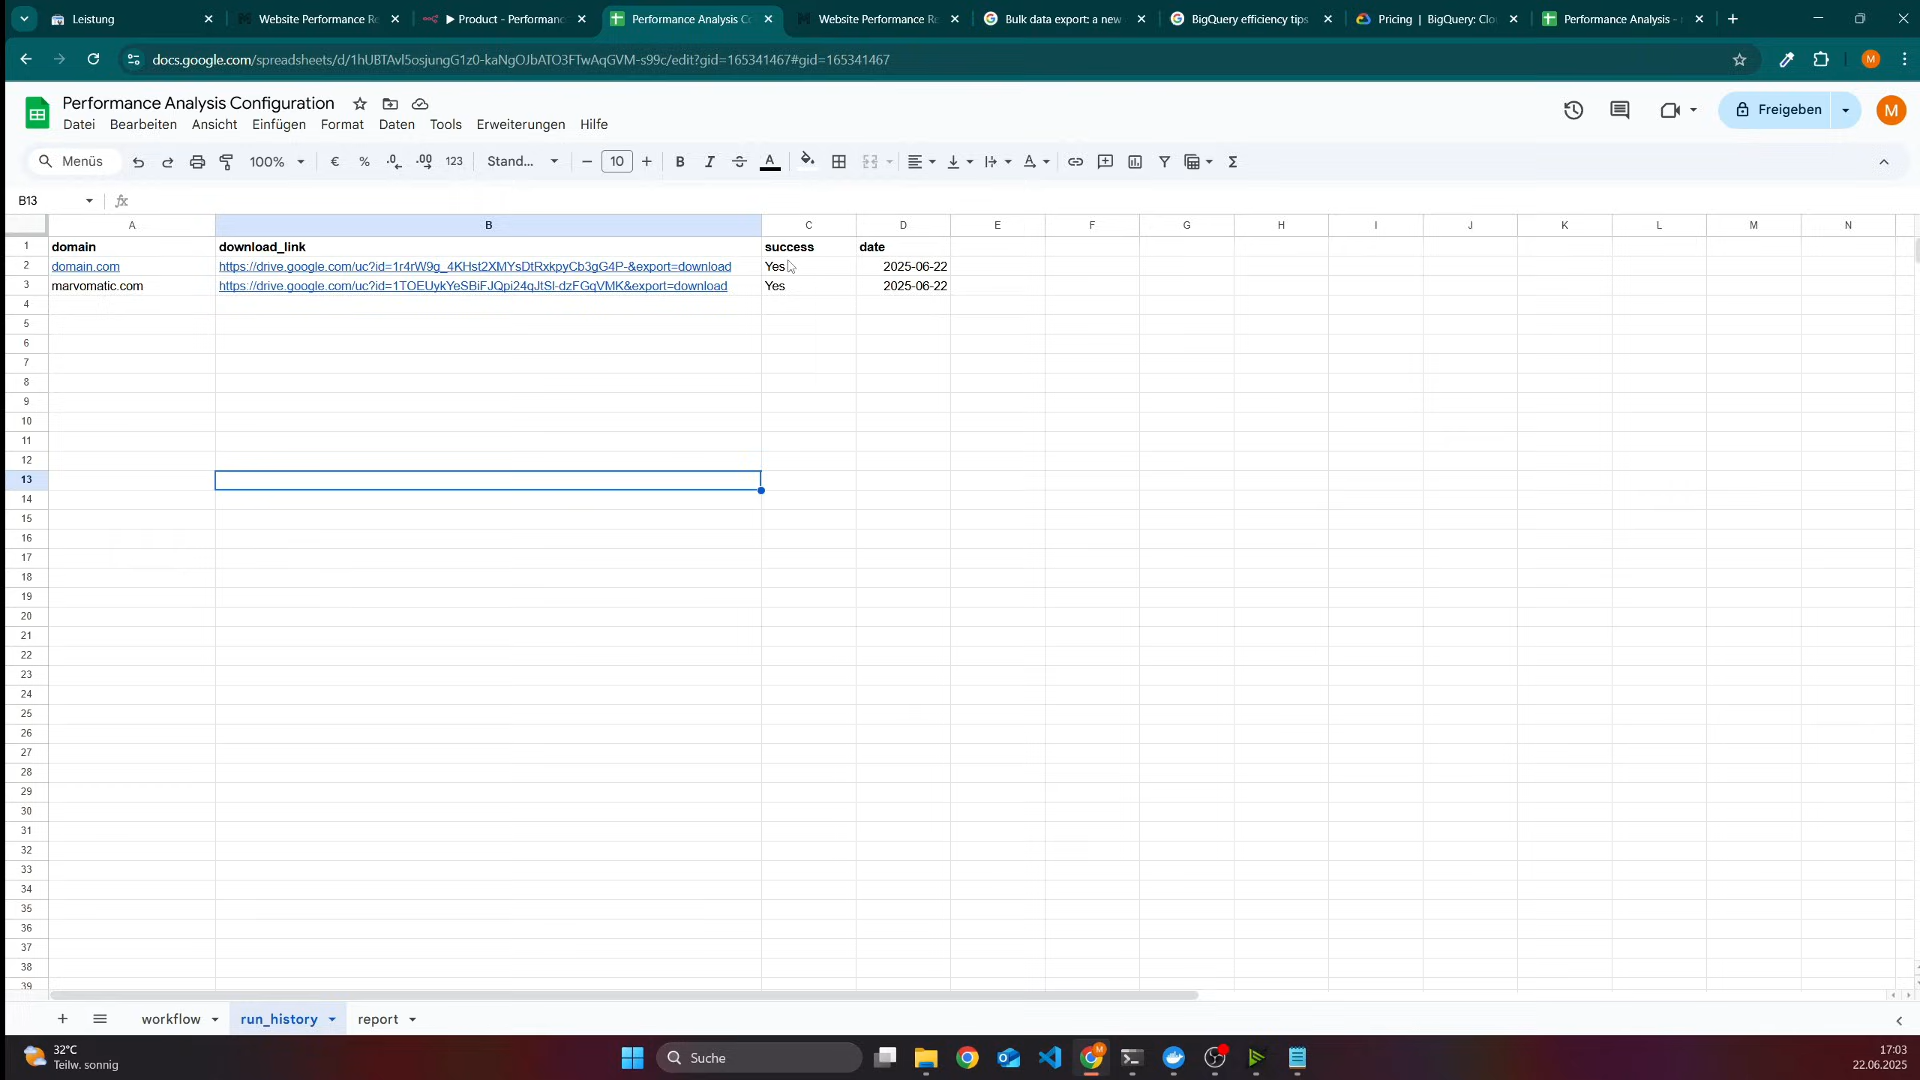 Leistung
Website Performance Re
▶ Product - Performanc
Performance Analysis Co
Website Performance Re
Bulk data export: a new
BigQuery efficiency tips
Pricing | BigQuery: Clou
Performance Analysis -
docs.google.com/spreadsheets/d/1hUBTAvl5osjungG1z0-kaNgOJbATO3FTwAqGVM-s99c/edit?gid=165341467#gid=165341467
M
Performance Analysis Configuration
Datei Bearbeiten Ansicht Einfügen Format Daten Tools Erweiterungen Hilfe
Freigeben
M
Menüs
100%
€ % .0 .00 123
Stand...
10
B I A
B13
fx
A B C D E F G H I J K L M N
1 domain download_link success date
2 domain.com https://drive.google.com/uc?id=1r4rW9g_4KHst2XMYsDtRxkpyCb3gG4P-&export=download Yes 2025-06-22
3 marvomatic.com https://drive.google.com/uc?id=1TOEUykYeSBiFJQpi24qJtSl-dzFGqVMK&export=download Yes 2025-06-22
4
5
6
7
8
9
10
11
12
13
14
15
16
17
18
19
20
21
22
23
24
25
26
27
28
29
30
31
32
33
34
35
36
37
38
39
workflow run_history report
32°C
Teilw. sonnig
Suche
17:03
22.06.2025